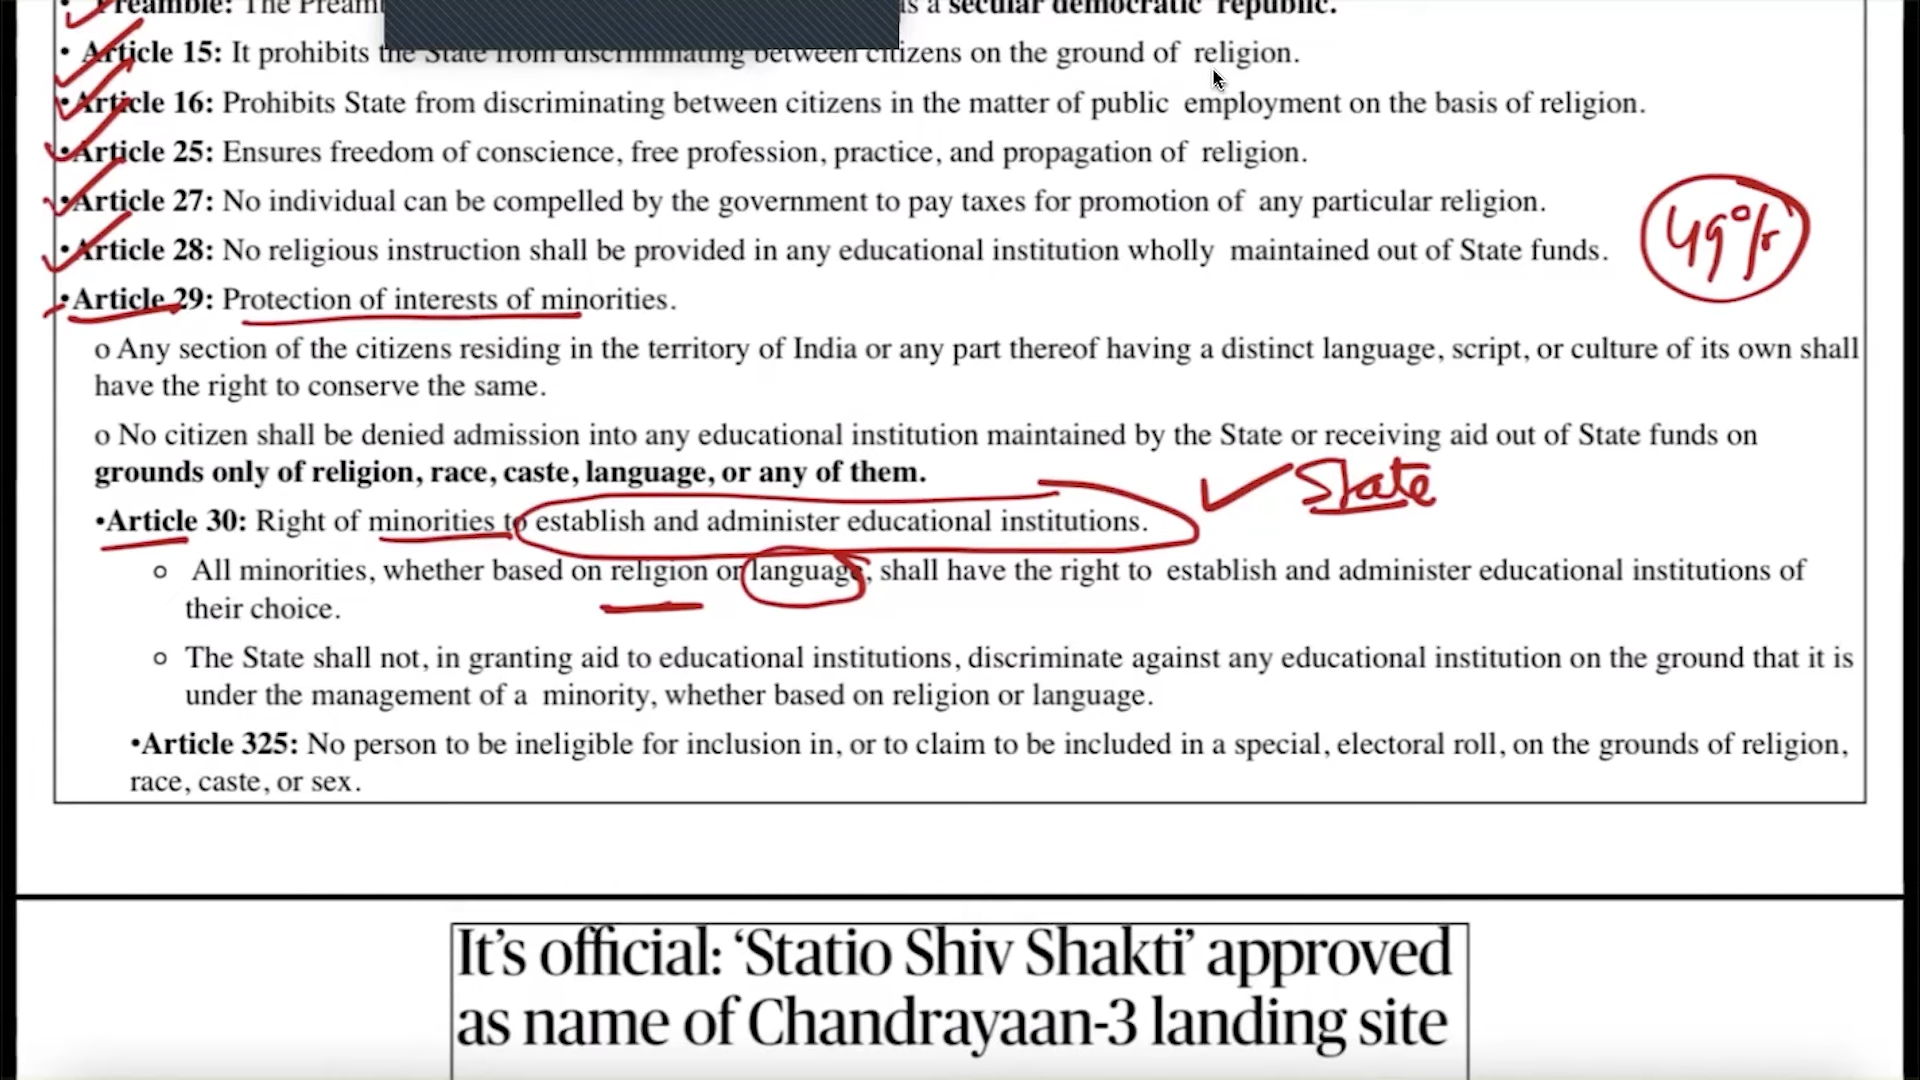 • Preamble: The Pream is a secular democratic republic.
• Article 15: It prohibits the State from discriminating between citizens on the ground of religion.
•Article 16: Prohibits State from discriminating between citizens in the matter of public employment on the basis of religion.
•Article 25: Ensures freedom of conscience, free profession, practice, and propagation of religion.
•Article 27: No individual can be compelled by the government to pay taxes for promotion of any particular religion.
49%
•Article 28: No religious instruction shall be provided in any educational institution wholly maintained out of State funds.
•Article 29: Protection of interests of minorities.
o Any section of the citizens residing in the territory of India or any part thereof having a distinct language, script, or culture of its own shall
have the right to conserve the same.
o No citizen shall be denied admission into any educational institution maintained by the State or receiving aid out of State funds on
grounds only of religion, race, caste, language, or any of them.
State
•Article 30: Right of minorities to establish and administer educational institutions.
o All minorities, whether based on religion or language, shall have the right to establish and administer educational institutions of
their choice.
o The State shall not, in granting aid to educational institutions, discriminate against any educational institution on the ground that it is
under the management of a minority, whether based on religion or language.
•Article 325: No person to be ineligible for inclusion in, or to claim to be included in a special, electoral roll, on the grounds of religion,
race, caste, or sex.
It's official: ‘Statio Shiv Shakti’ approved
as name of Chandrayaan-3 landing site